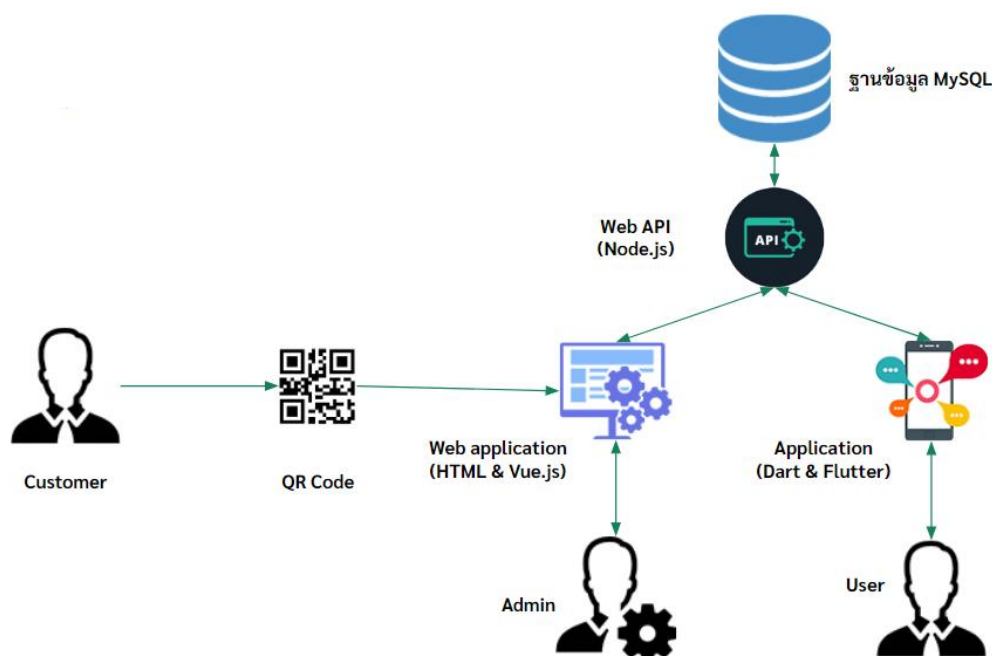 ฐานข้อมูล MySQL
Web API
(Node.js)
API
Customer
QR Code
Web application
(HTML & Vue.js)
Application
(Dart & Flutter)
Admin
User